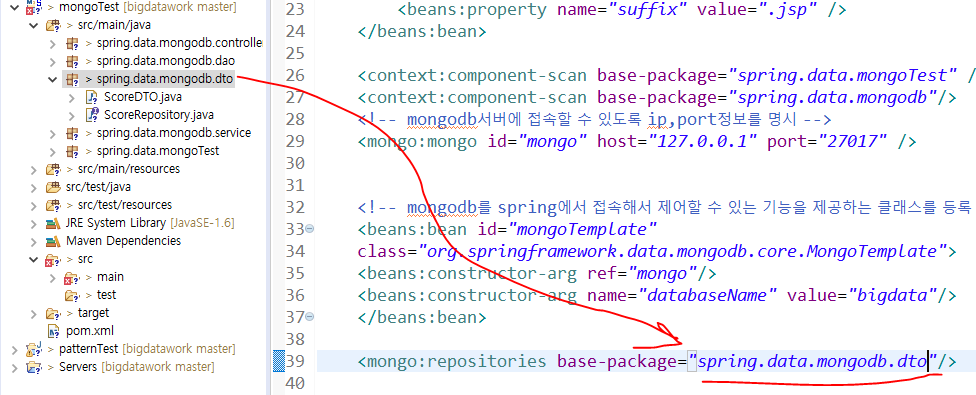 mongoTest [bigdatawork master]
> src/main/java
> spring.data.mongodb.controller
> spring.data.mongodb.dao
> spring.data.mongodb.dto
ScoreDTO.java
ScoreRepository.java
> spring.data.mongodb.service
> spring.data.mongoTest
> src/main/resources
src/test/java
> src/test/resources
JRE System Library [JavaSE-1.6]
Maven Dependencies
> src
> main
> test
> target
pom.xml
> patternTest [bigdatawork master]
> Servers [bigdatawork master]
23 <beans:property name="suffix" value=".jsp" />
24 </beans:bean>
25
26 <context:component-scan base-package="spring.data.mongoTest" /
27 <context:component-scan base-package="spring.data.mongodb"/>
28 <!-- mongodb서버에 접속할 수 있도록 ip,port정보를 명시 -->
29 <mongo:mongo id="mongo" host="127.0.0.1" port="27017" />
30
31
32 <!-- mongodb를 spring에서 접속해서 제어할 수 있는 기능을 제공하는 클래스를 등록
33 <beans:bean id="mongoTemplate"
34 class="org.springframework.data.mongodb.core.MongoTemplate">
35 <beans:constructor-arg ref="mongo"/>
36 <beans:constructor-arg name="databaseName" value="bigdata"/>
37 </beans:bean>
38
39 <mongo:repositories base-package="spring.data.mongodb.dto"/>
40